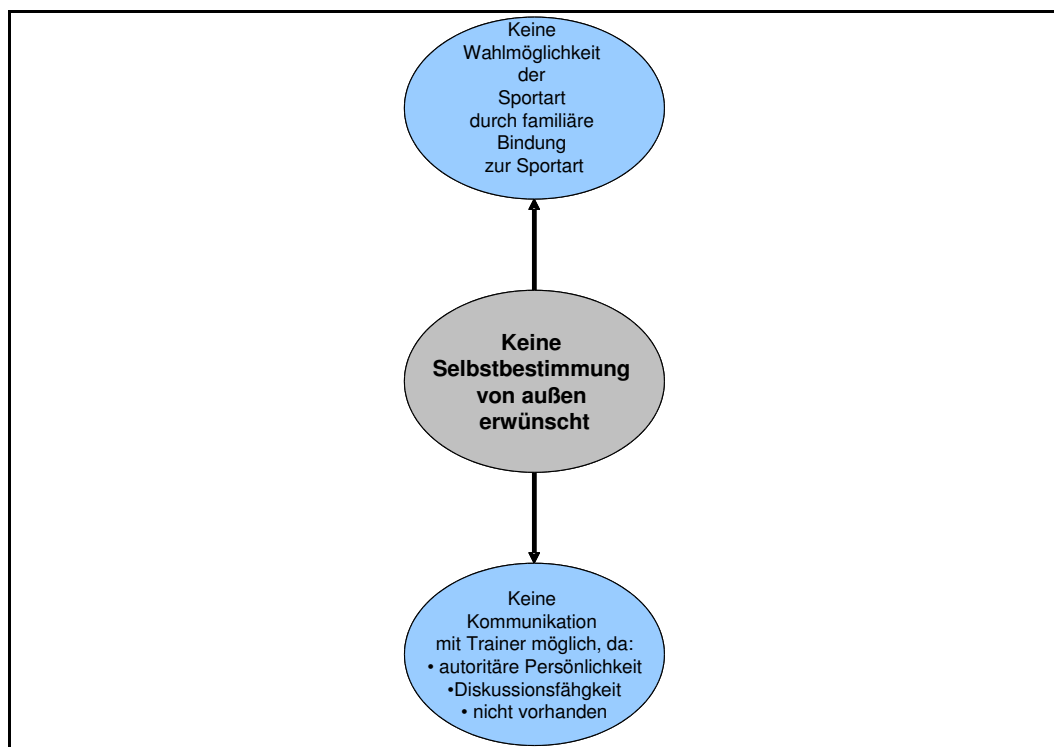 Keine
Wahlmöglichkeit
der
Sportart
durch familiäre
Bindung
zur Sportart
Keine
Selbstbestimmung
von außen
erwünscht
Keine
Kommunikation
mit Trainer möglich, da:
• autoritäre Persönlichkeit
•Diskussionsfähgkeit
• nicht vorhanden